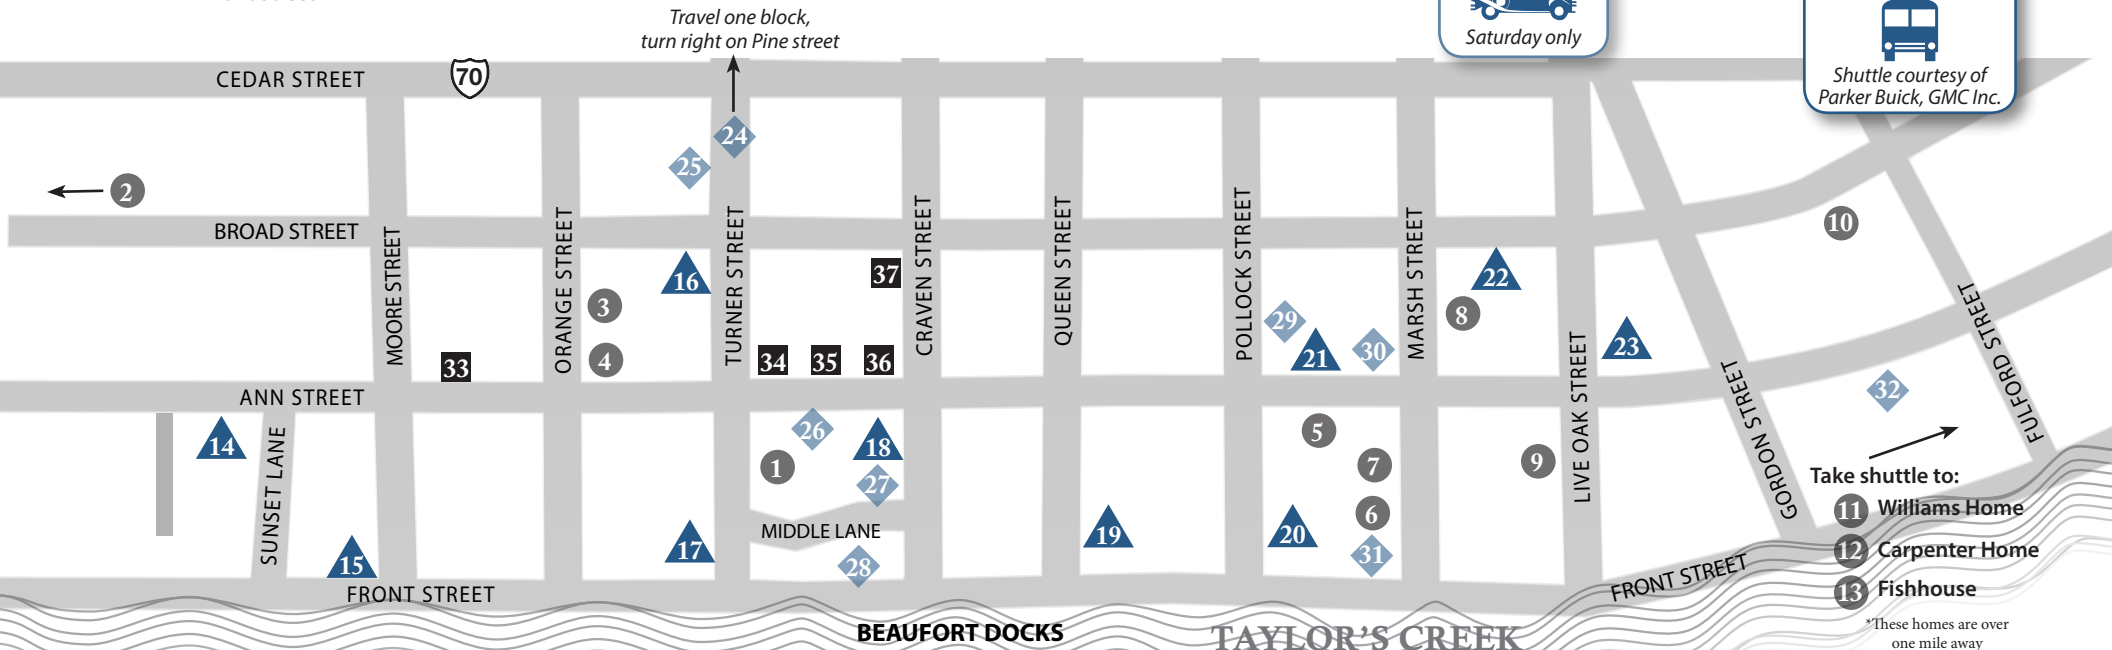 Travel one block,
turn right on Pine street
Saturday only
Shuttle courtesy of
Parker Buick, GMC Inc.
CEDAR STREET
70
24
25
2
BROAD STREET
MOORE STREET
ORANGE STREET
TURNER STREET
CRAVEN STREET
QUEEN STREET
POLLOCK STREET
MARSH STREET
10
16
37
22
3
8
29
4
33
34
35
36
21
30
23
LIVE OAK STREET
GORDON STREET
FULFORD STREET
32
ANN STREET
14
SUNSET LANE
26
18
1
27
5
7
9
6
MIDDLE LANE
15
17
28
19
20
31
FRONT STREET
FRONT STREET
Take shuttle to:
11 Williams Home
12 Carpenter Home
13 Fishhouse
*These homes are over
one mile away
BEAUFORT DOCKS
TAYLOR'S CREEK